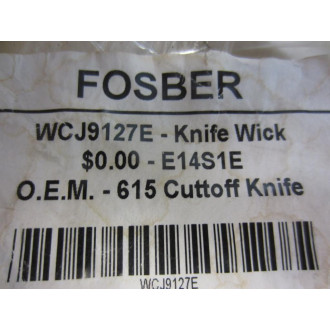 FOSBER
WCJ9127E - Knife Wick
$0.00 - E14S1E
O.E.M. - 615 Cuttoff Knife
WCJ9127E